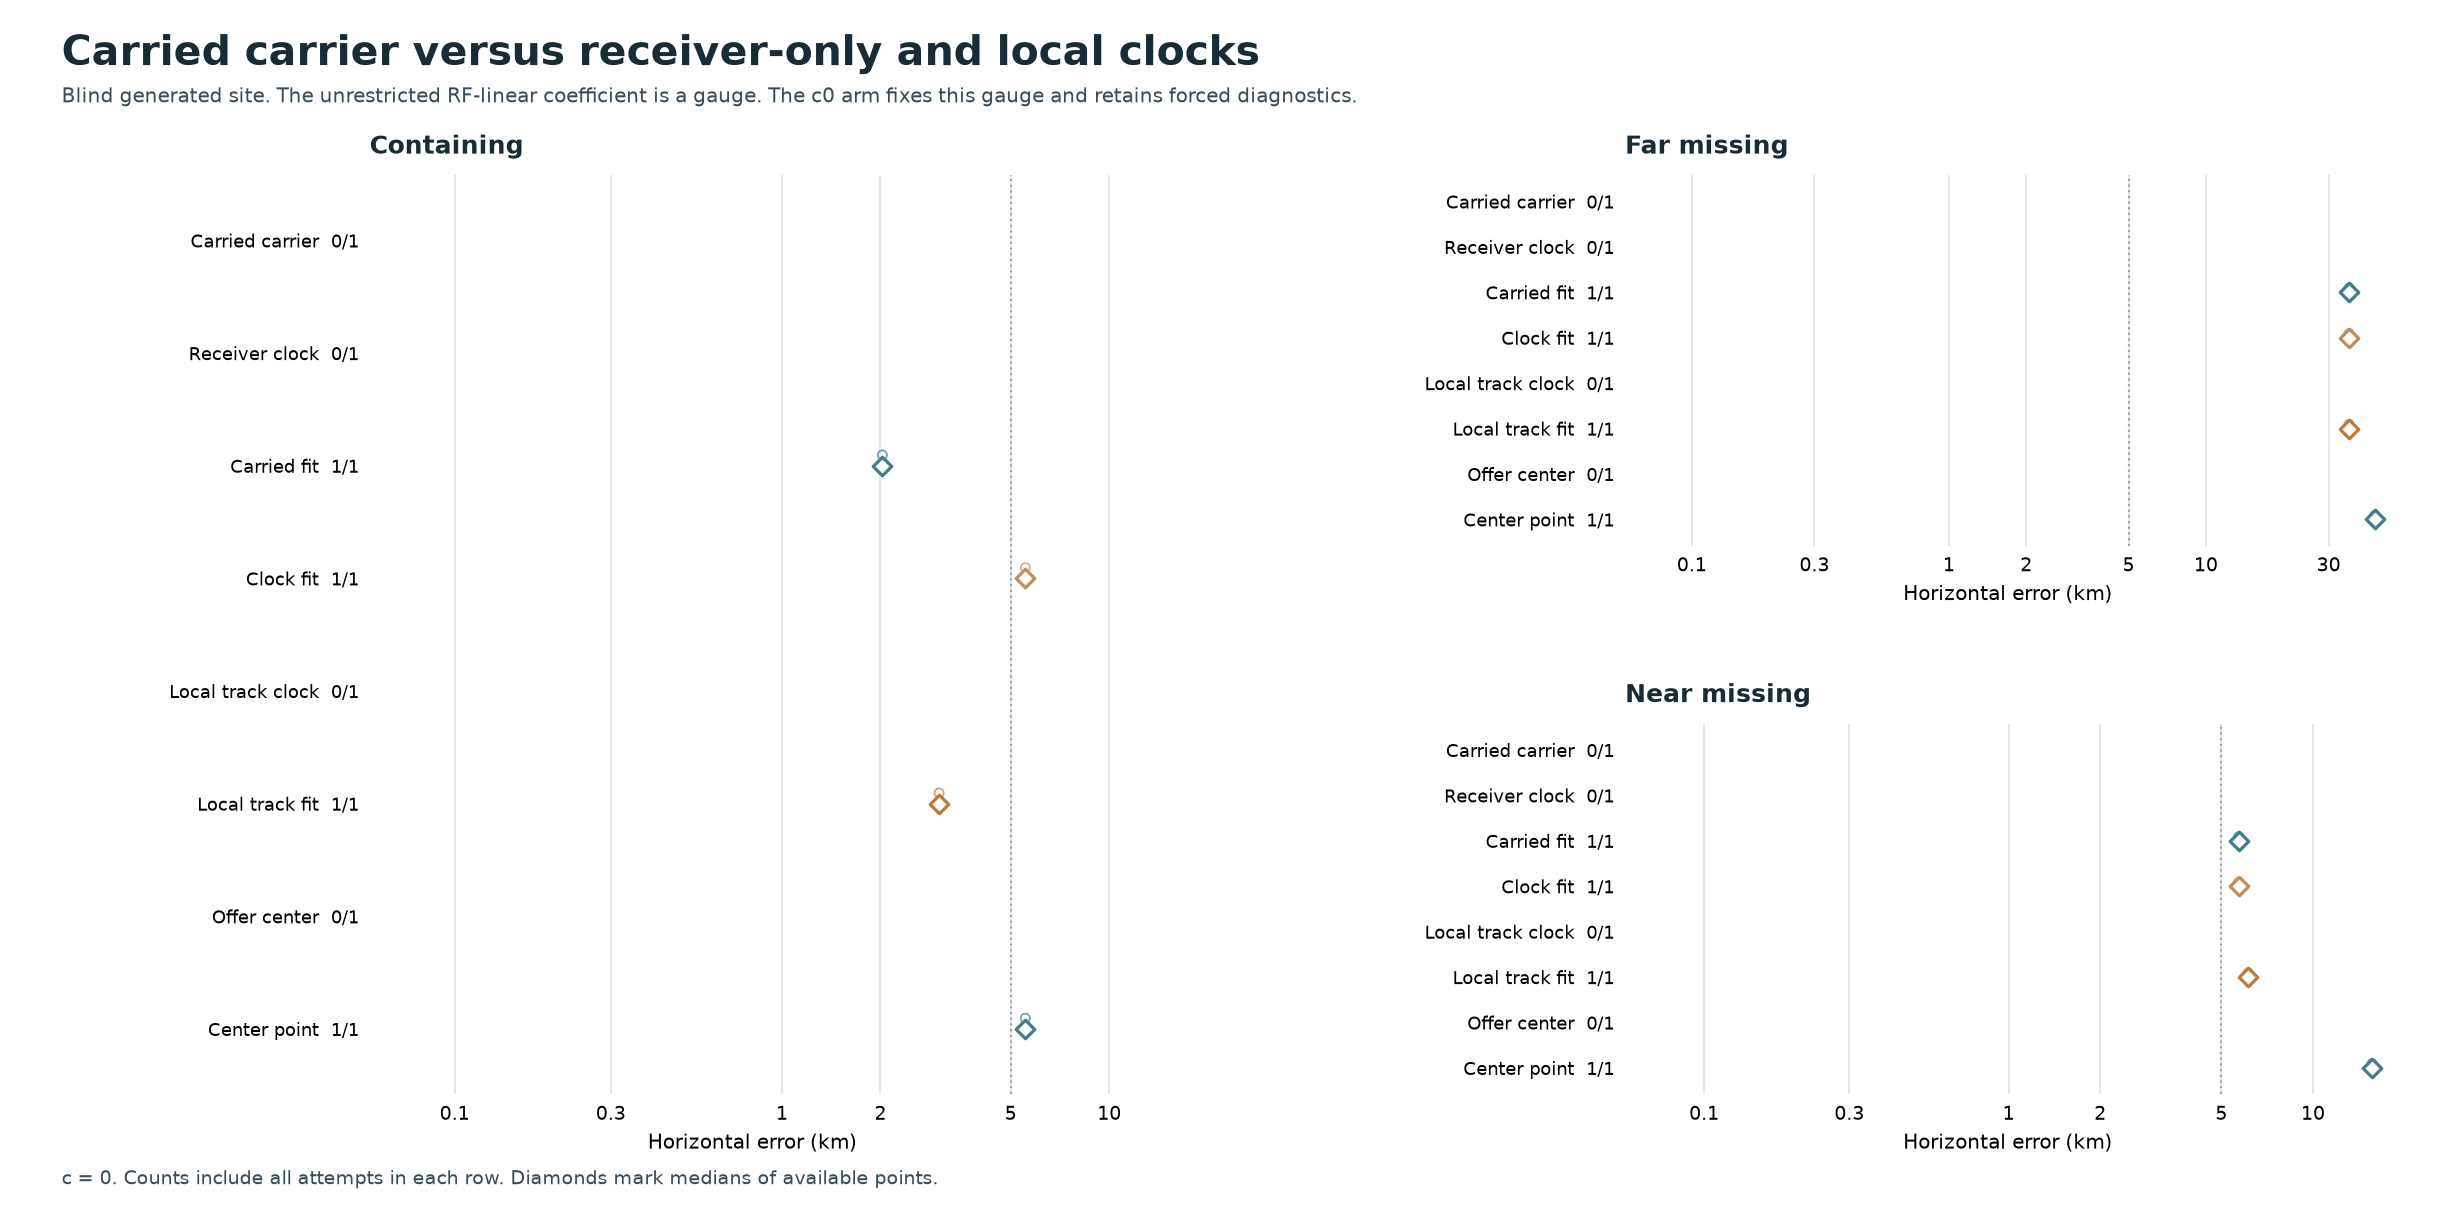 Carried carrier versus receiver-only and local clocks
Blind generated site. The unrestricted RF-linear coefficient is a gauge. The c0 arm fixes this gauge and retains forced diagnostics.
Containing
Carried carrier 0/1
Receiver clock 0/1
Carried fit 1/1
Clock fit 1/1
Local track clock 0/1
Local track fit 1/1
Offer center 0/1
Center point 1/1
0.1 0.3 1 2 5 10
Horizontal error (km)
Far missing
Carried carrier 0/1
Receiver clock 0/1
Carried fit 1/1
Clock fit 1/1
Local track clock 0/1
Local track fit 1/1
Offer center 0/1
Center point 1/1
0.1 0.3 1 2 5 10 30
Horizontal error (km)
Near missing
Carried carrier 0/1
Receiver clock 0/1
Carried fit 1/1
Clock fit 1/1
Local track clock 0/1
Local track fit 1/1
Offer center 0/1
Center point 1/1
0.1 0.3 1 2 5 10
Horizontal error (km)
c = 0. Counts include all attempts in each row. Diamonds mark medians of available points.